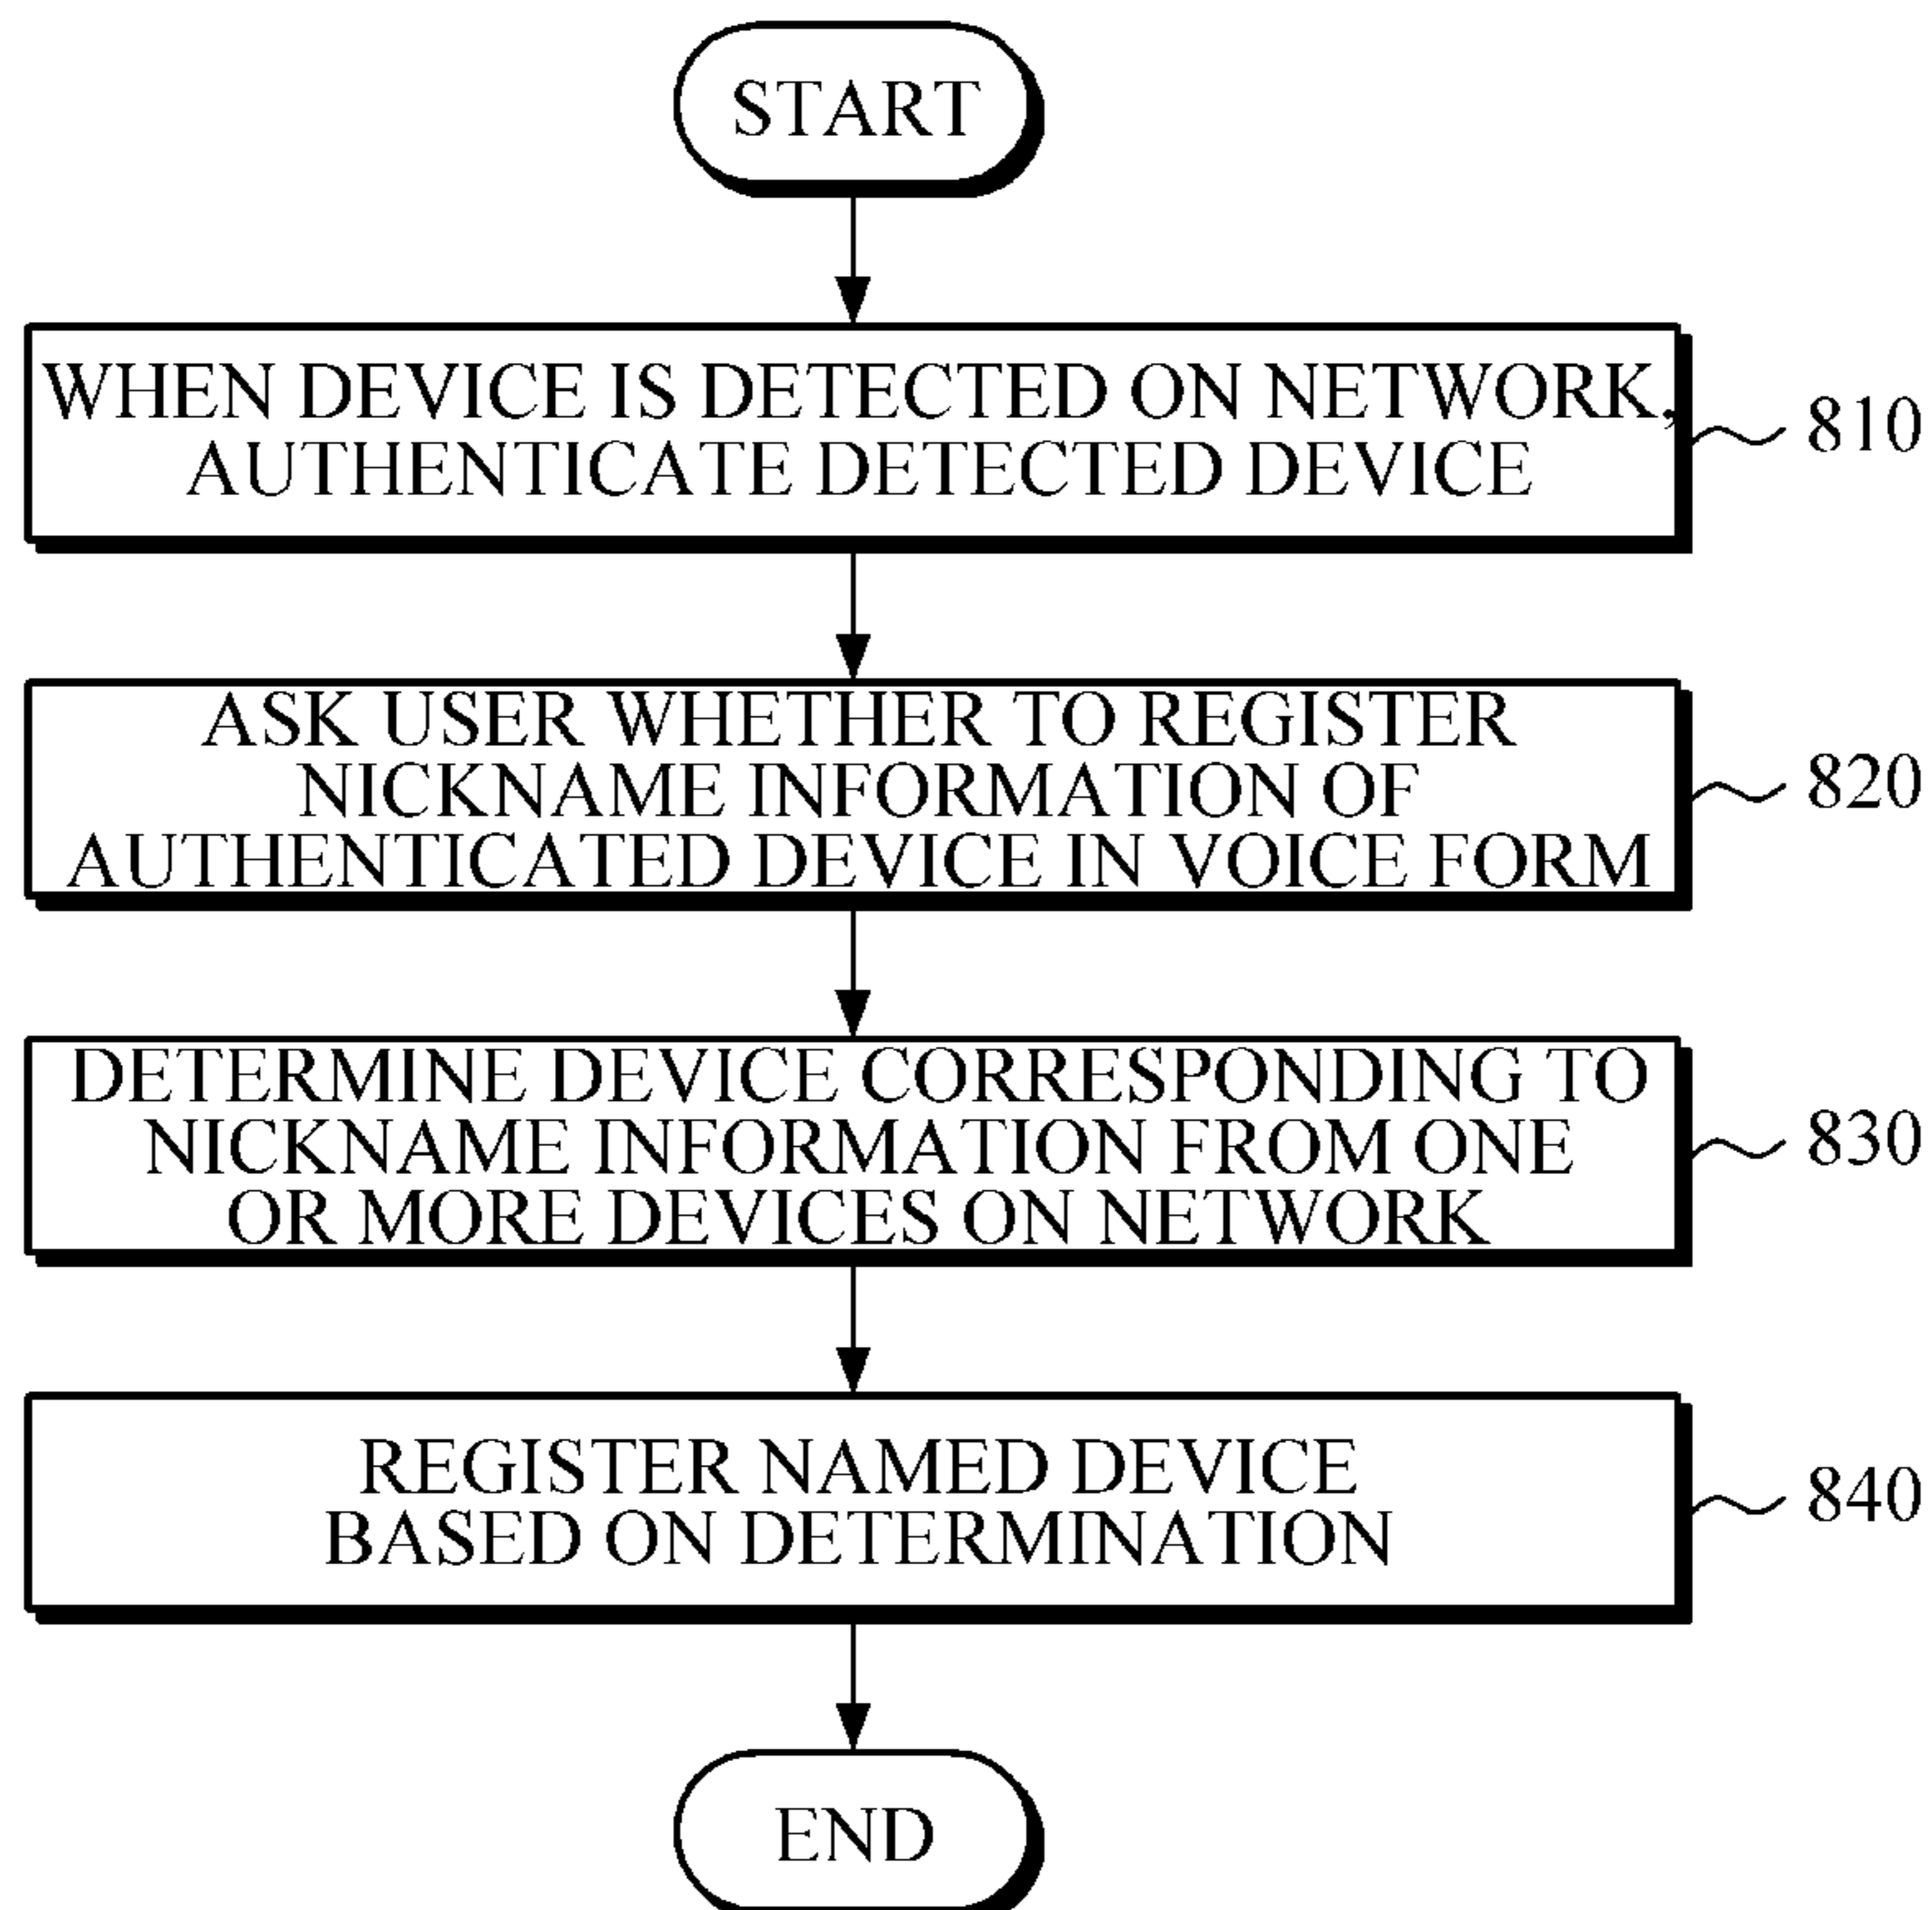 START
WHEN DEVICE IS DETECTED ON NETWORK,
AUTHENTICATE DETECTED DEVICE
810
ASK USER WHETHER TO REGISTER
NICKNAME INFORMATION OF
AUTHENTICATED DEVICE IN VOICE FORM
820
DETERMINE DEVICE CORRESPONDING TO
NICKNAME INFORMATION FROM ONE
OR MORE DEVICES ON NETWORK
830
REGISTER NAMED DEVICE
BASED ON DETERMINATION
840
END